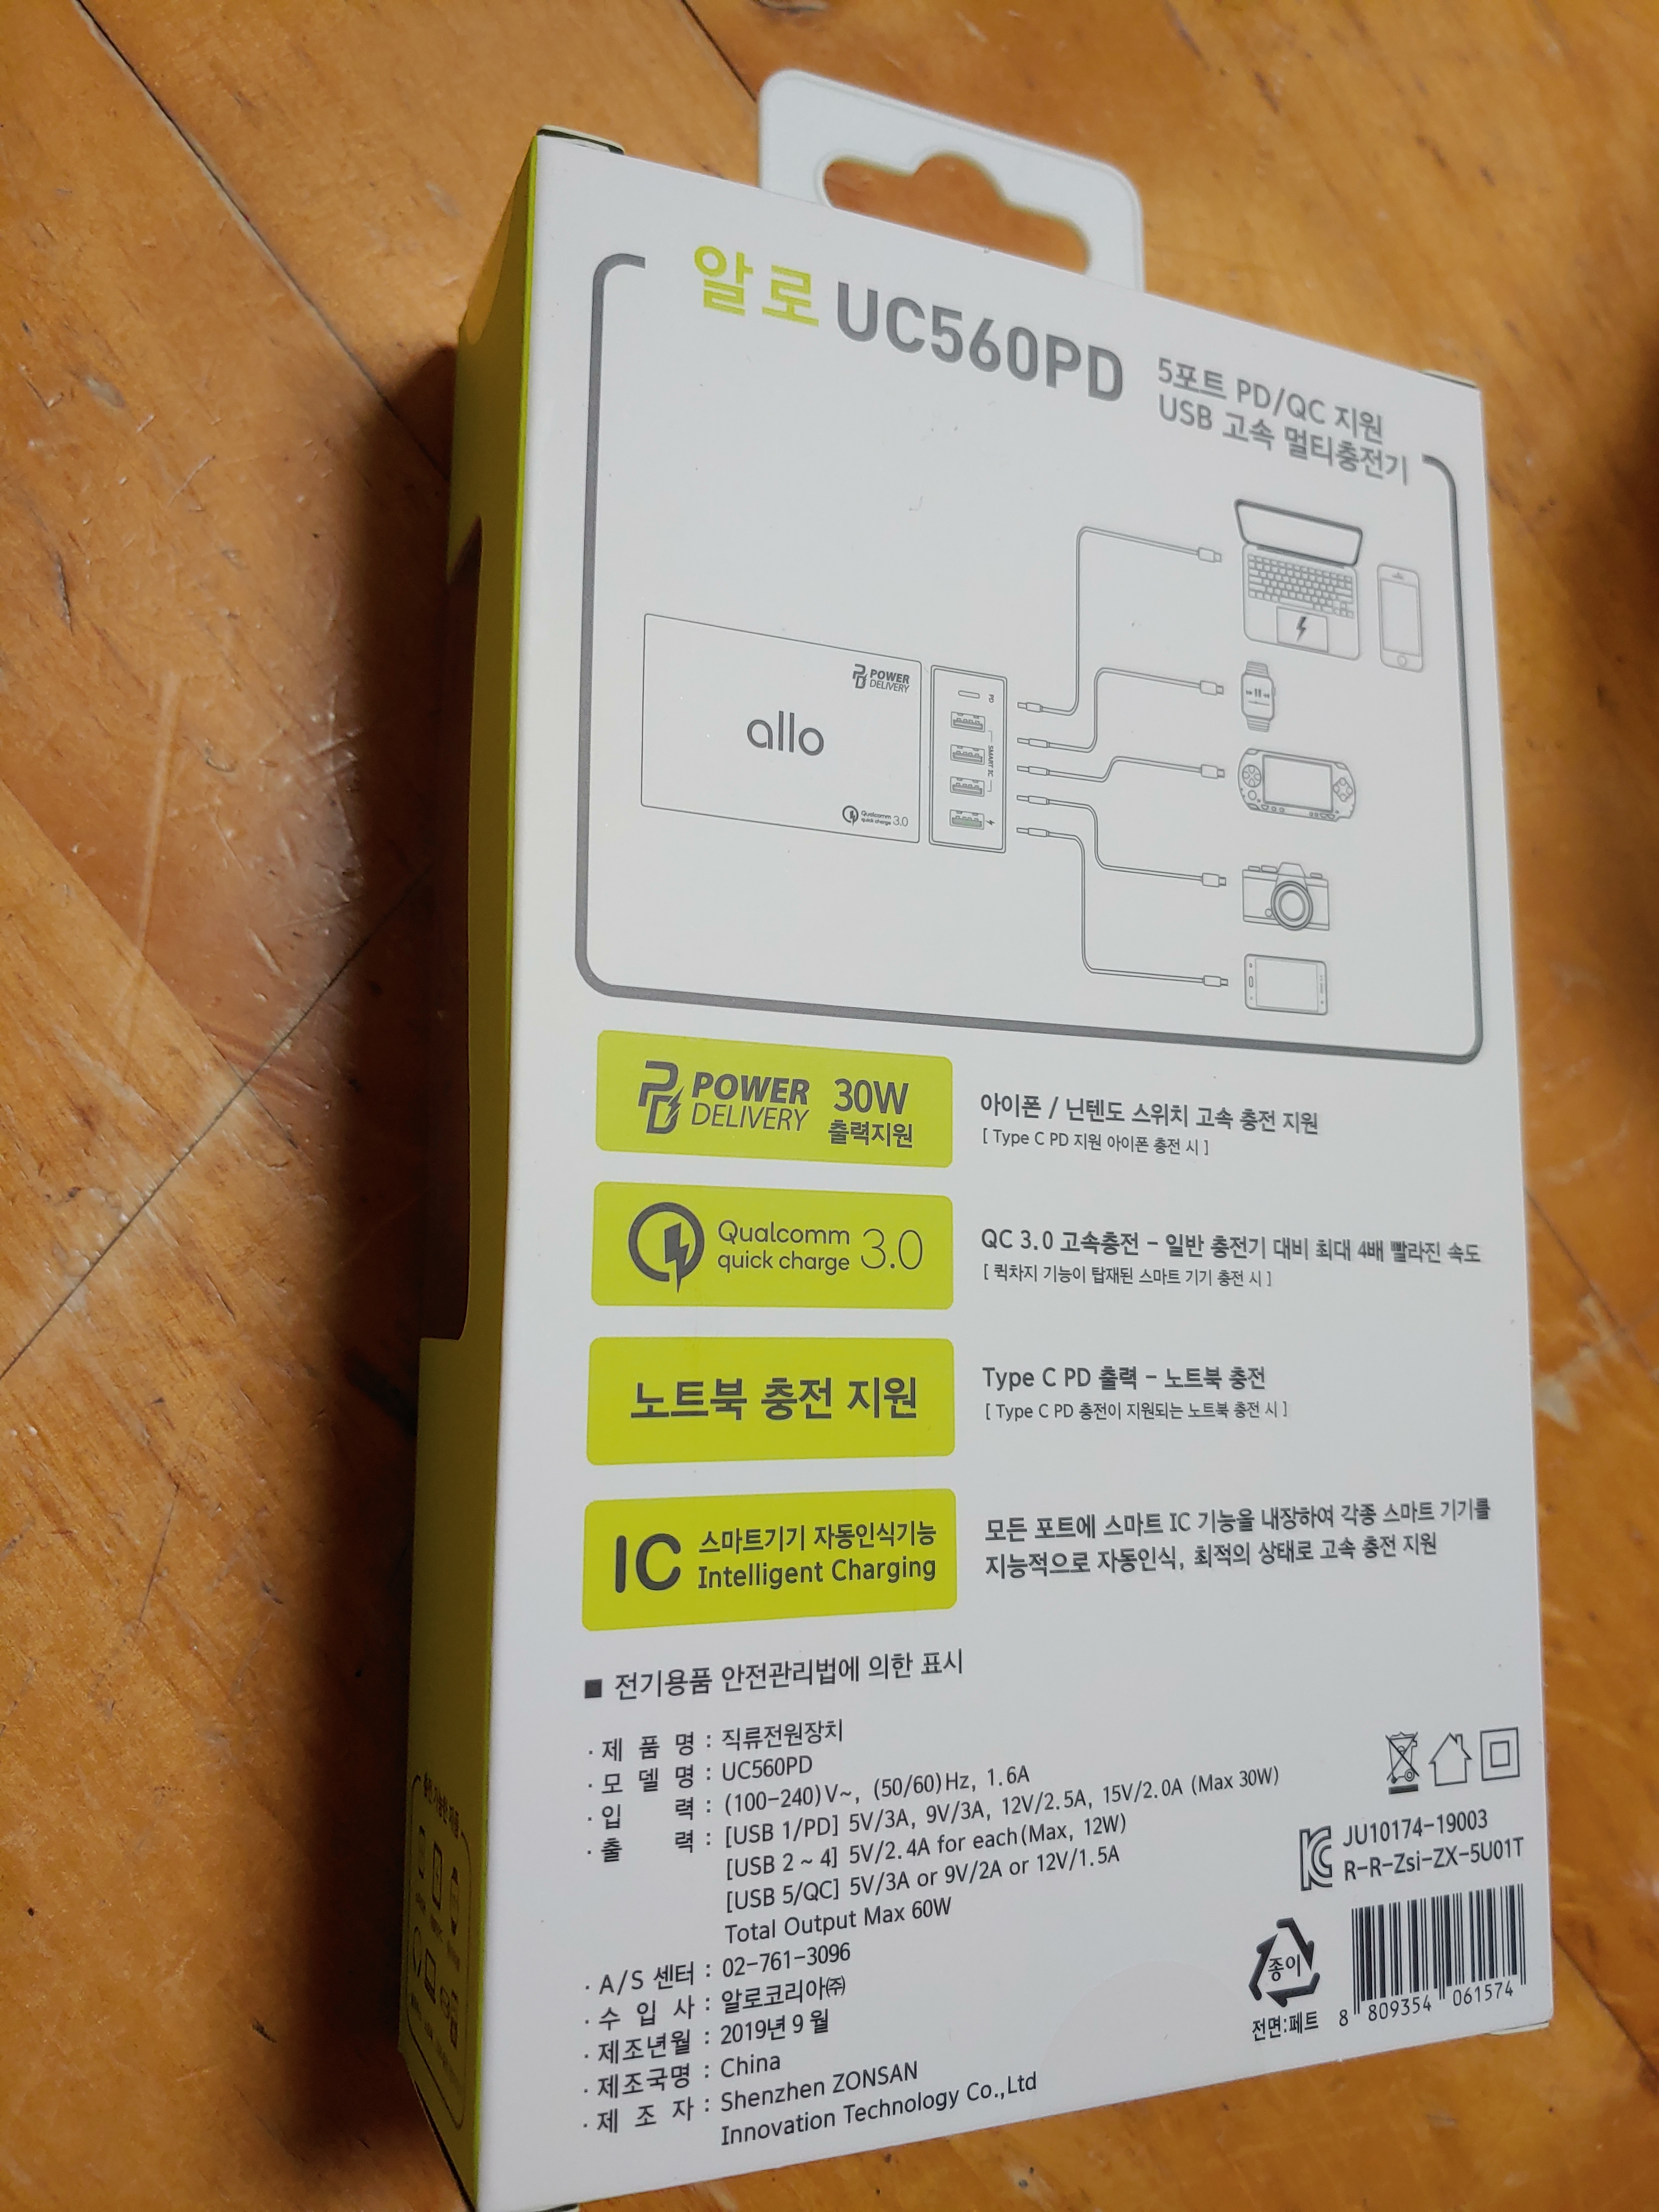 알로 UC560PD
5포트 PD/QC 지원
USB 고속 멀티충전기
POWER
DELIVERY
allo
Qualcomm
quick charge 3.0
PD
SMART IC
POWER
DELIVERY
30W
출력지원
아이폰 / 닌텐도 스위치 고속 충전 지원
[ Type C PD 지원 아이폰 충전 시 ]
Qualcomm
quick charge 3.0
QC 3.0 고속충전 - 일반 충전기 대비 최대 4배 빨라진 속도
[ 퀵차지 기능이 탑재된 스마트 기기 충전 시 ]
노트북 충전 지원
Type C PD 출력 - 노트북 충전
[ Type C PD 충전이 지원되는 노트북 충전 시 ]
IC 스마트기기 자동인식기능
Intelligent Charging
모든 포트에 스마트 IC 기능을 내장하여 각종 스마트 기기를
지능적으로 자동인식, 최적의 상태로 고속 충전 지원
■ 전기용품 안전관리법에 의한 표시
· 제 품 명 : 직류전원장치
· 모 델 명 : UC560PD
· 입 력 : (100-240)V~, (50/60)Hz, 1.6A
· 출 력 : [USB 1/PD] 5V/3A, 9V/3A, 12V/2.5A, 15V/2.0A (Max 30W)
[USB 2 ~ 4] 5V/2.4A for each(Max, 12W)
[USB 5/QC] 5V/3A or 9V/2A or 12V/1.5A
Total Output Max 60W
· A/S 센터 : 02-761-3096
· 수 입 사 : 알로코리아㈜
· 제조년월 : 2019년 9 월
· 제조국명 : China
· 제 조 자 : Shenzhen ZONSAN
Innovation Technology Co.,Ltd
JU10174-19003
R-R-Zsi-ZX-5U01T
종이
전면:페트
8 809354 061574